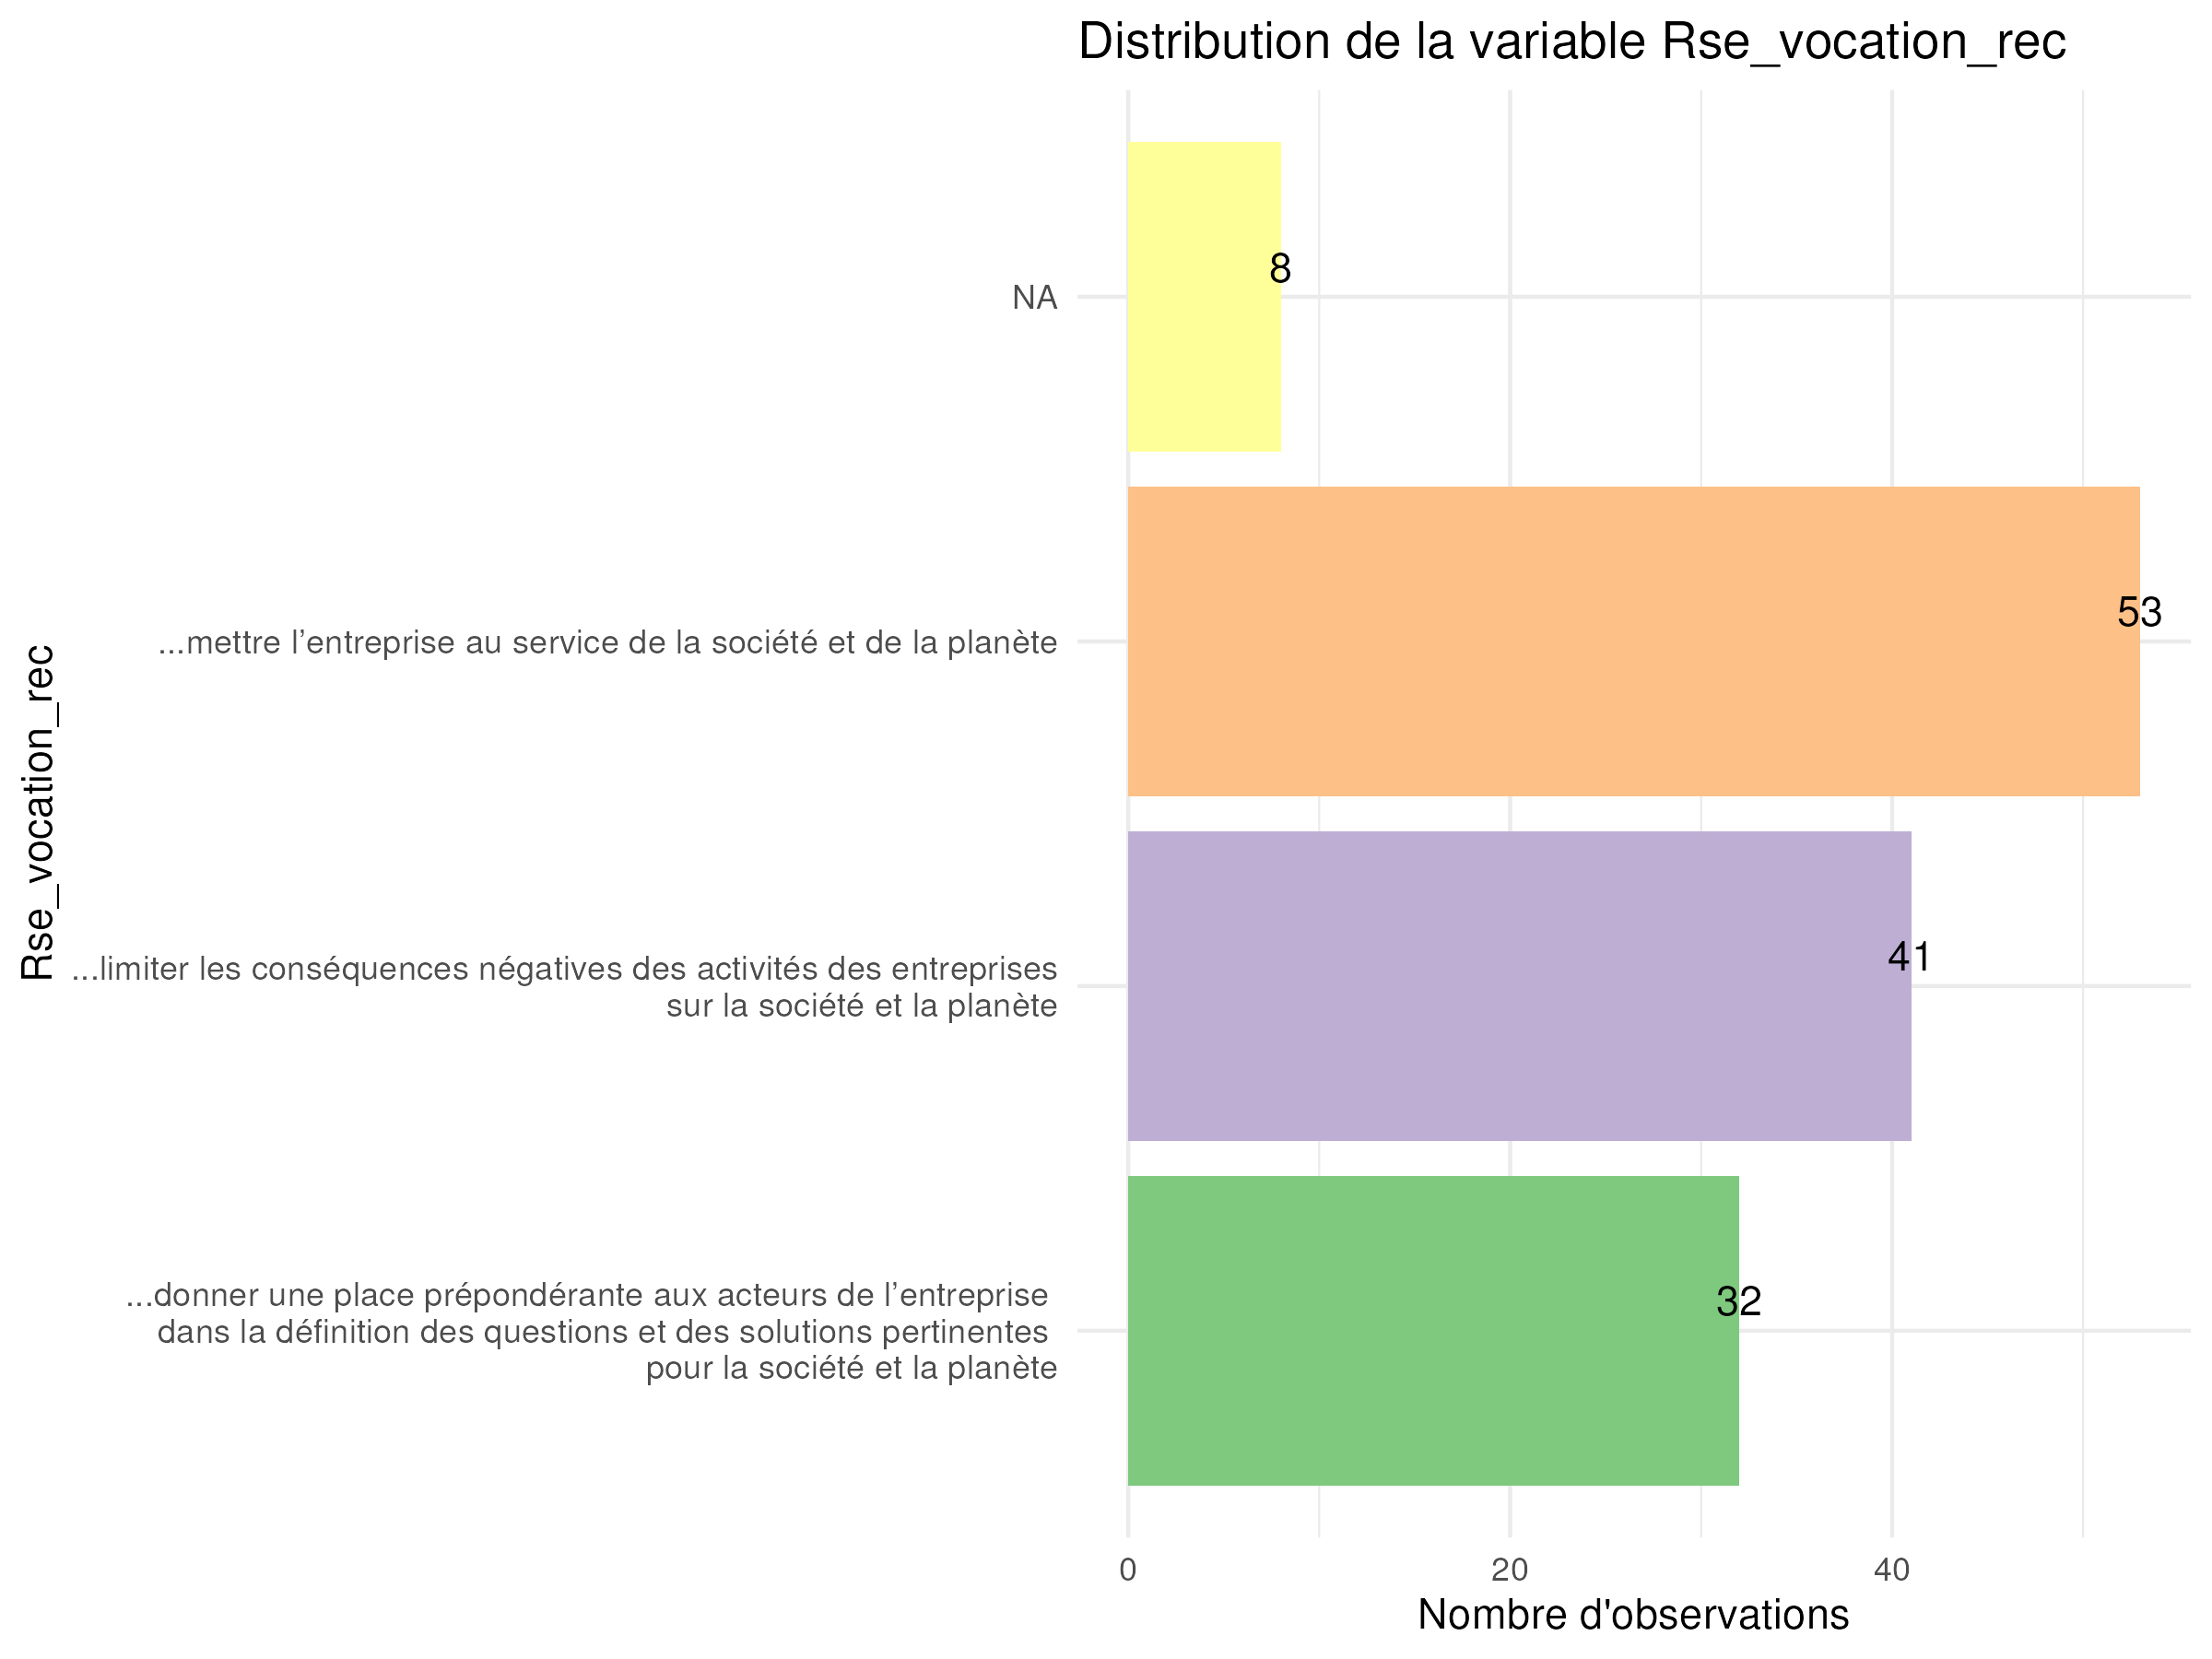 Distribution de la variable Rse_vocation_rec
Rse_vocation_rec
NA
8
...mettre l’entreprise au service de la société et de la planète
53
...limiter les conséquences négatives des activités des entreprises
sur la société et la planète
41
...donner une place prépondérante aux acteurs de l’entreprise
dans la définition des questions et des solutions pertinentes
pour la société et la planète
32
0 20 40
Nombre d'observations